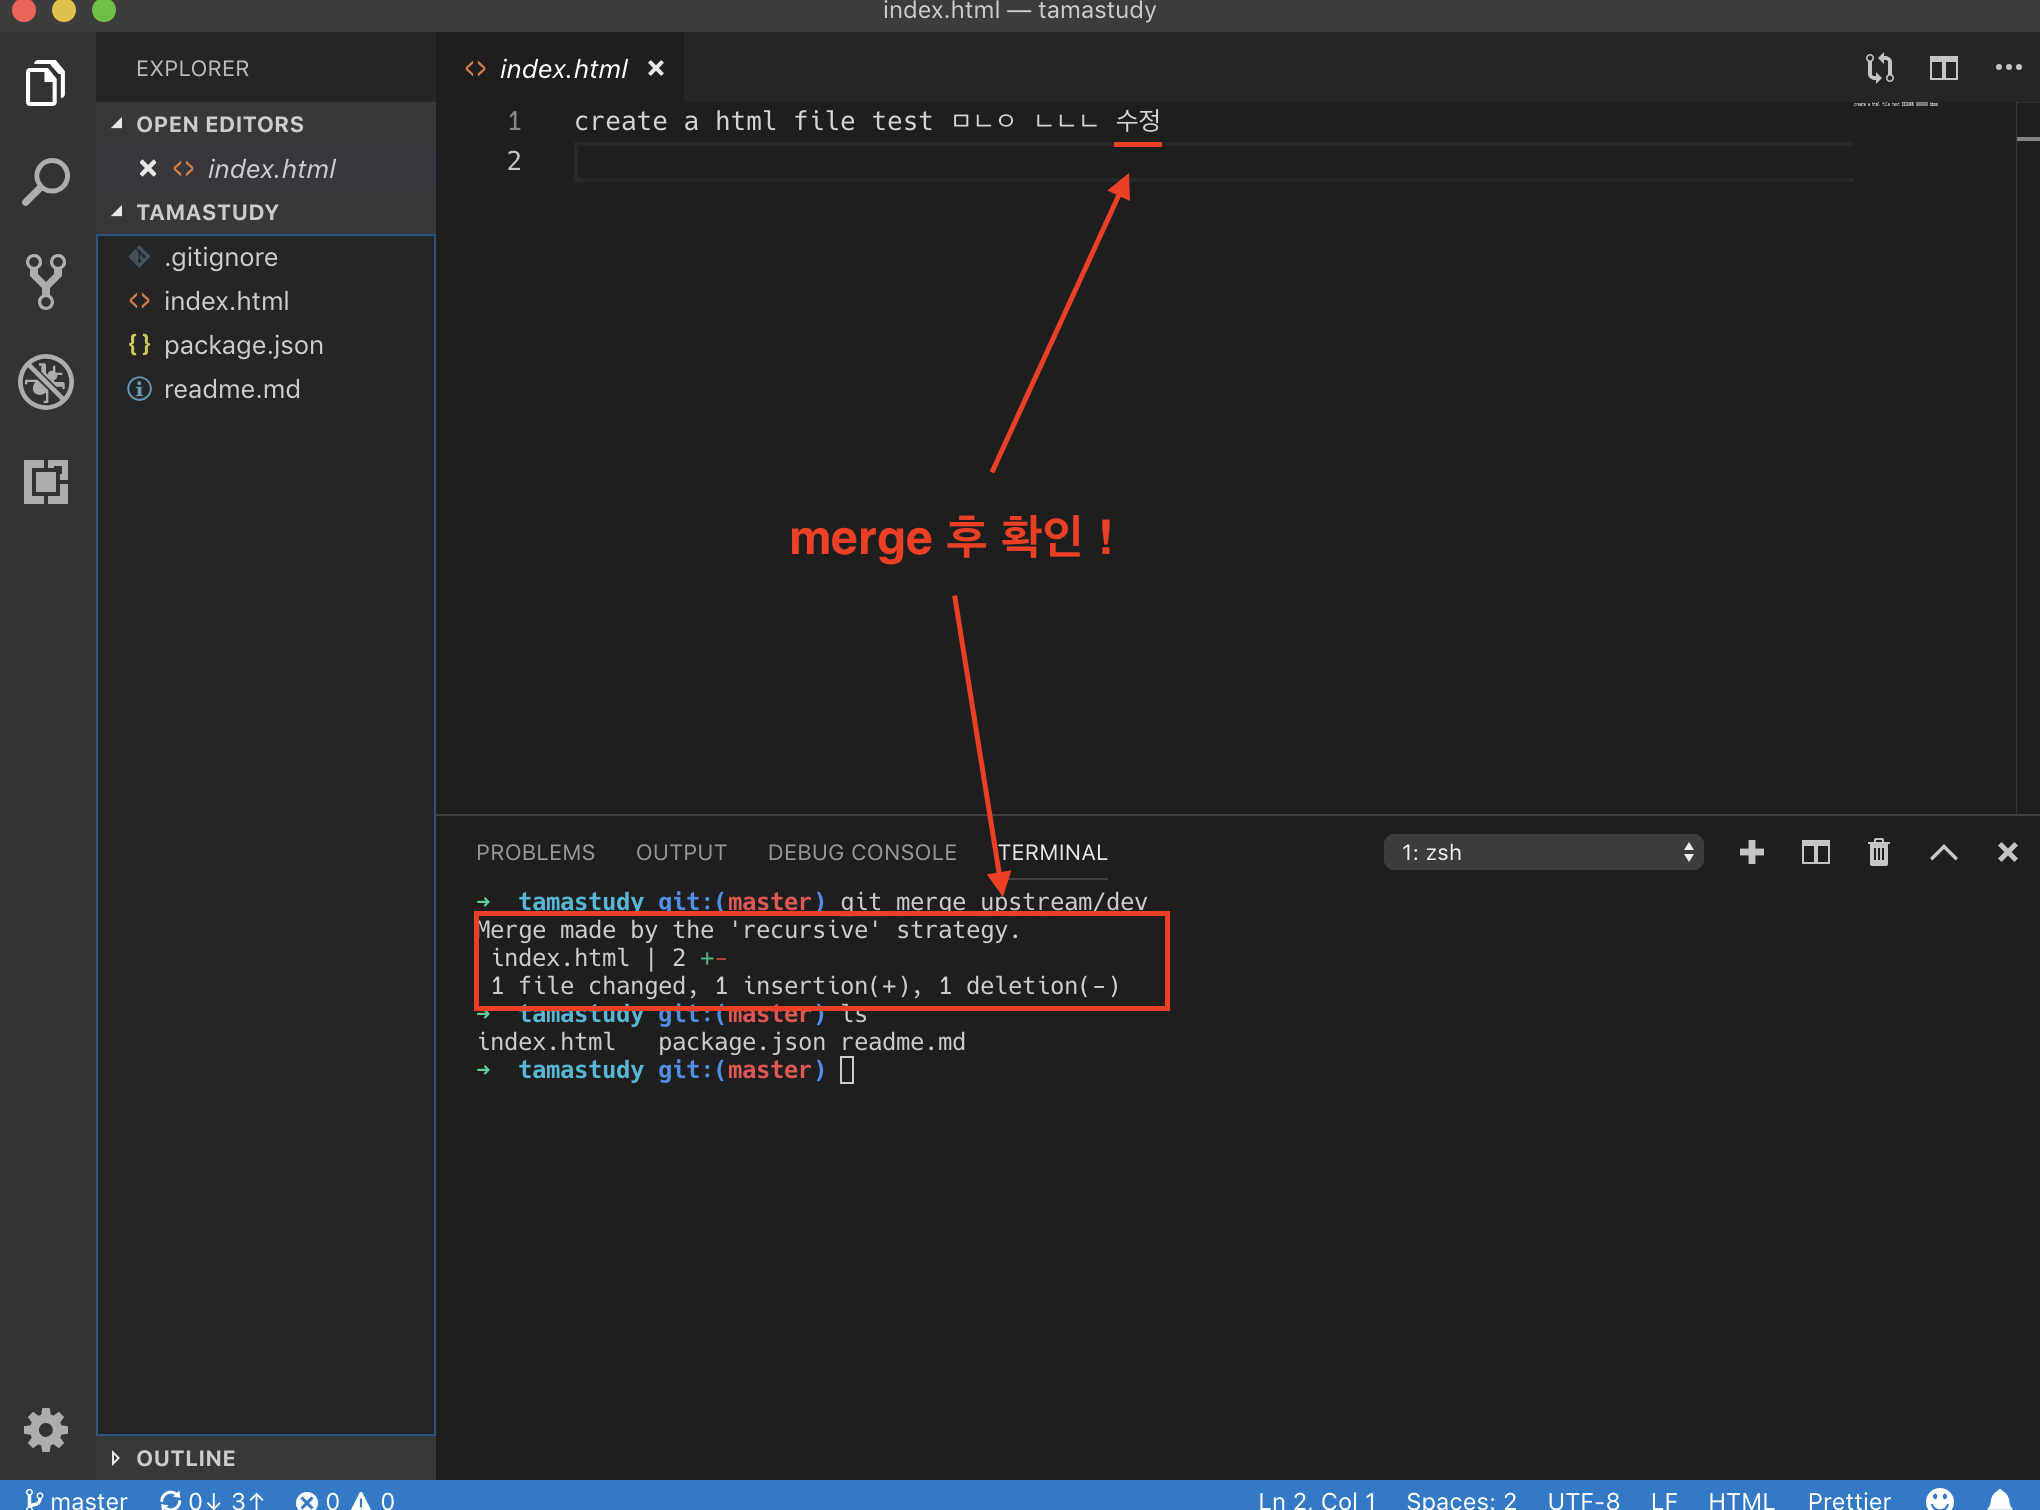 index.html — tamastudy
EXPLORER
OPEN EDITORS
index.html
TAMASTUDY
.gitignore
index.html
package.json
readme.md
OUTLINE
index.html
1 create a html file test ㅁㄴㅇ ㄴㄴㄴ 수정
2
merge 후 확인 !
PROBLEMS OUTPUT DEBUG CONSOLE TERMINAL 1: zsh
➜ tamastudy git:(master) git merge upstream/dev
Merge made by the 'recursive' strategy.
index.html | 2 +-
1 file changed, 1 insertion(+), 1 deletion(-)
➜ tamastudy git:(master) ls
index.html package.json readme.md
➜ tamastudy git:(master)
master 0↓ 3↑ 0 0 Ln 2, Col 1 Spaces: 2 UTF-8 LF HTML Prettier